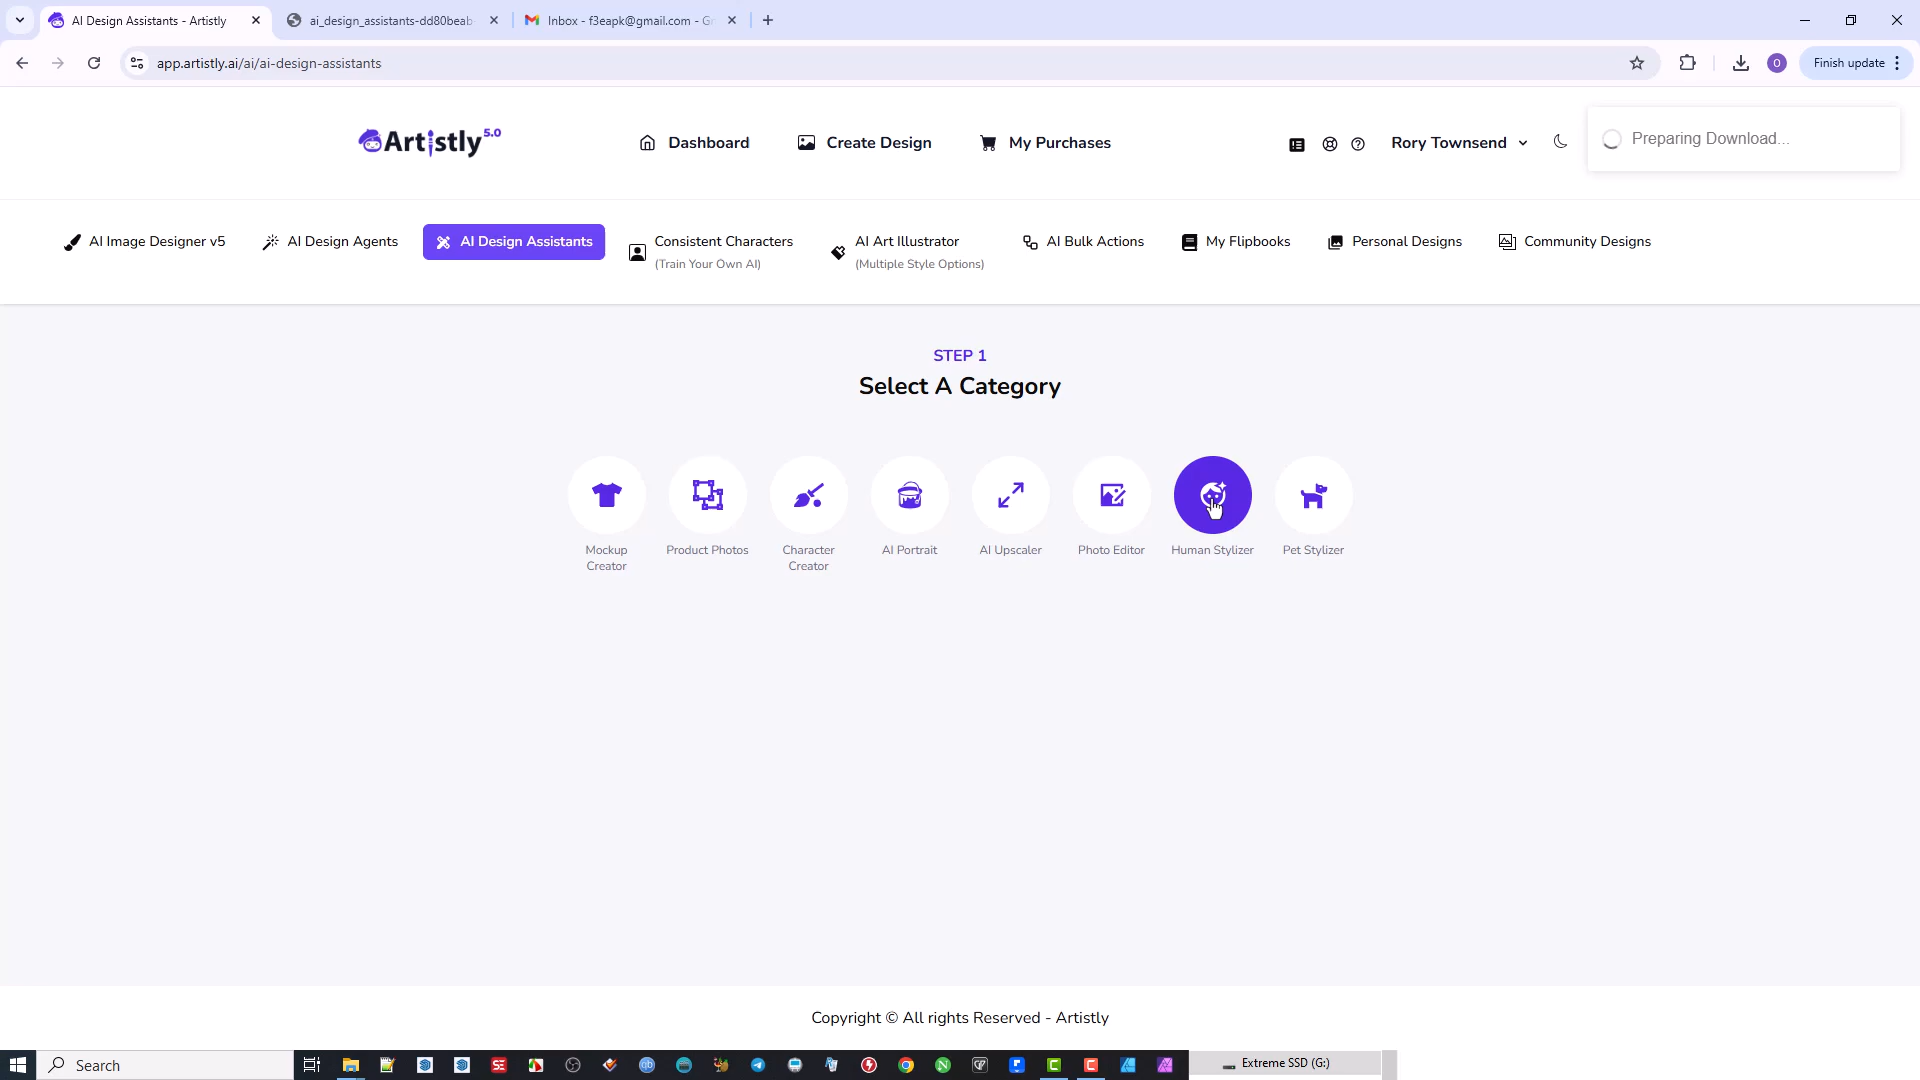 AI Design Assistants - Artistly
ai_design_assistants-dd80beab
Inbox - f3eapk@gmail.com - G
app.artistly.ai/ai/ai-design-assistants
O
Finish update
Artistly 5.0
Dashboard
Create Design
My Purchases
Rory Townsend
Preparing Download...
AI Image Designer v5
AI Design Agents
AI Design Assistants
Consistent Characters
(Train Your Own AI)
AI Art Illustrator
(Multiple Style Options)
AI Bulk Actions
My Flipbooks
Personal Designs
Community Designs
STEP 1
Select A Category
Mockup
Creator
Product Photos
Character
Creator
AI Portrait
AI Upscaler
Photo Editor
Human Stylizer
Pet Stylizer
Copyright © All rights Reserved - Artistly
Search
SE
qb
N
Extreme SSD (G:)